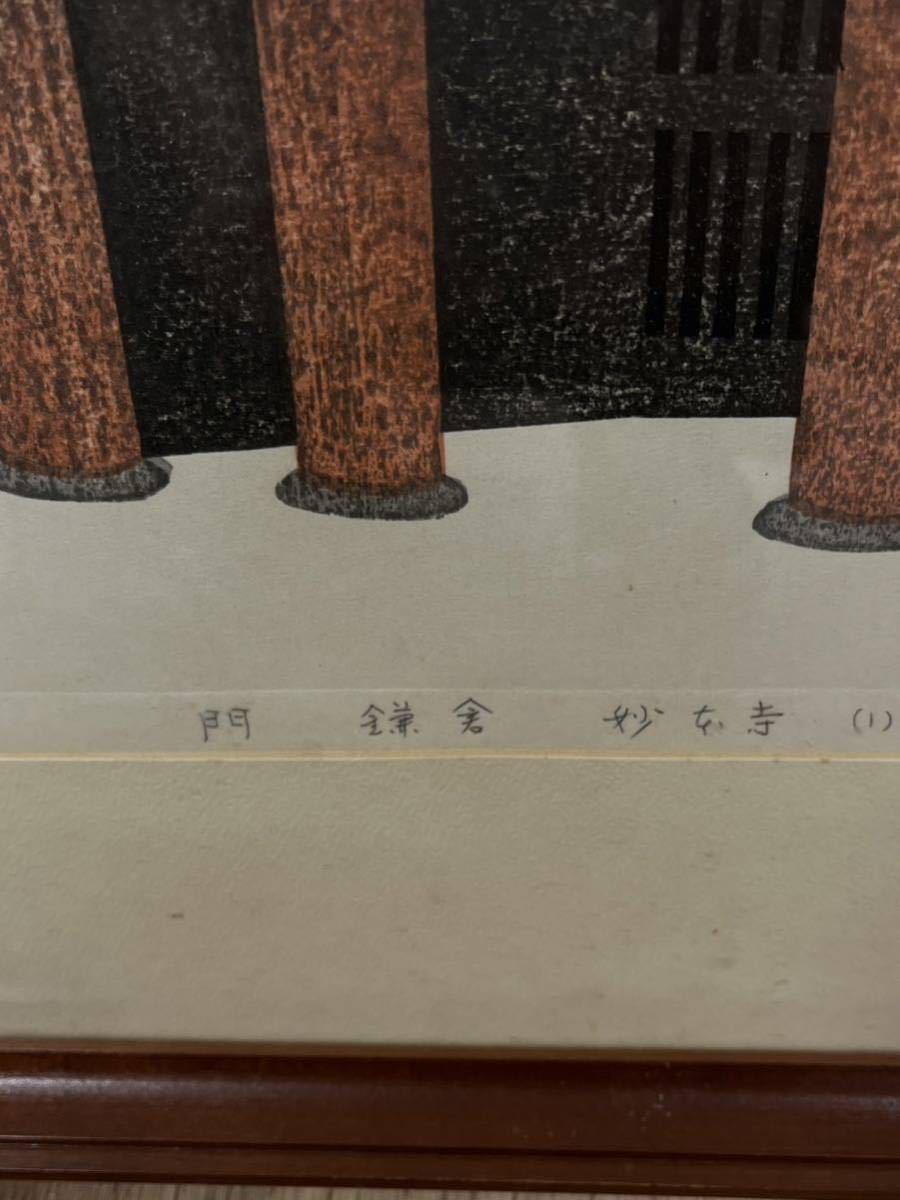 門 鎌倉 妙本寺 (1)